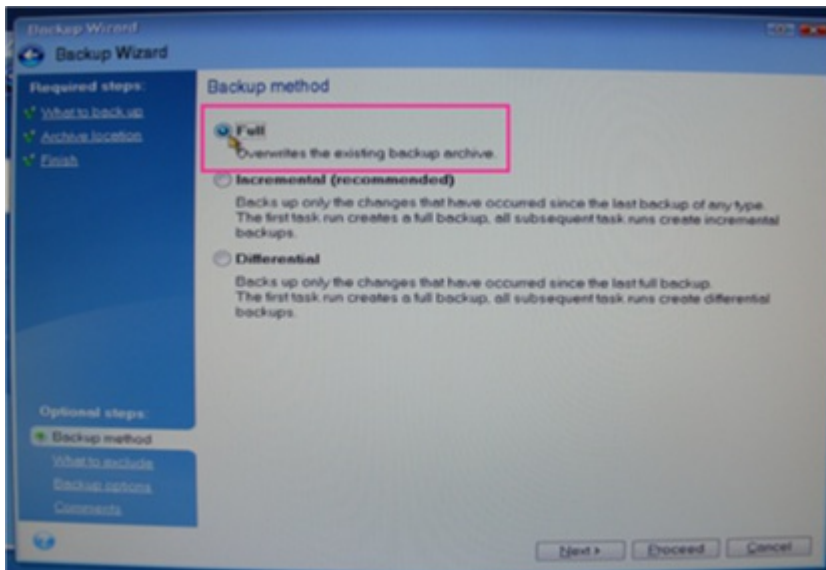 Backup Wizard
Backup Wizard
Required steps:
What to back up
Archive location
Finish
Backup method
Full
Overwrites the existing backup archive.
Incremental (recommended)
Backs up only the changes that have occurred since the last backup of any type.
The first task run creates a full backup, all subsequent task runs create incremental
backups.
Differential
Backs up only the changes that have occurred since the last full backup.
The first task run creates a full backup, all subsequent task runs create differential
backups.
Optional steps:
Backup method
What to exclude
Backup options
Comments
Next >
Proceed
Cancel